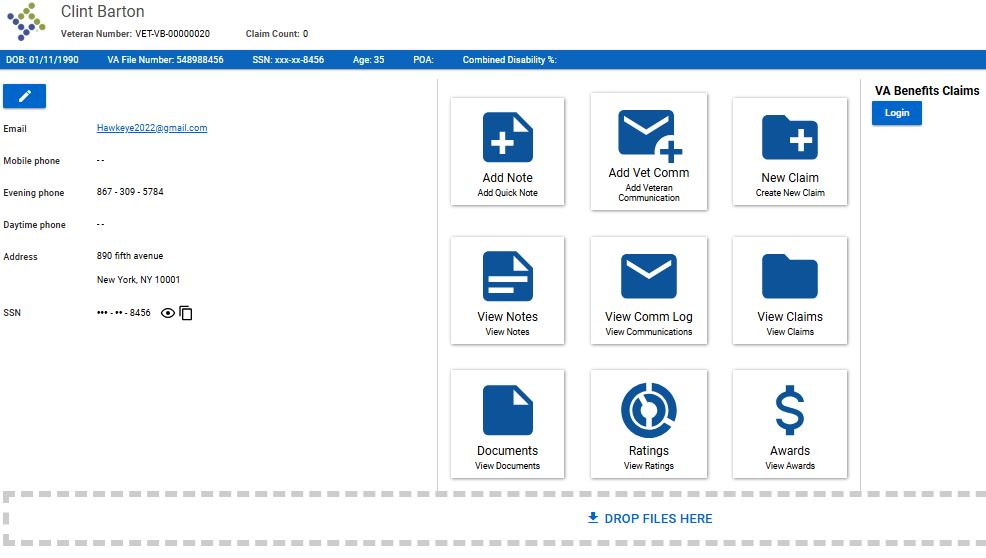 Clint Barton
Veteran Number: VET-VB-00000020 Claim Count: 0
DOB: 01/11/1990 VA File Number: 548988456 SSN: xxx-xx-8456 Age: 35 POA: Combined Disability %:
Email Hawkeye2022@gmail.com
Mobile phone - -
Evening phone 867 - 309 - 5784
Daytime phone - -
Address 890 fifth avenue
New York, NY 10001
SSN ••• - •• - 8456
Add Note
Add Quick Note
Add Vet Comm
Add Veteran
Communication
New Claim
Create New Claim
View Notes
View Notes
View Comm Log
View Communications
View Claims
View Claims
Documents
View Documents
Ratings
View Ratings
Awards
View Awards
VA Benefits Claims
Login
DROP FILES HERE